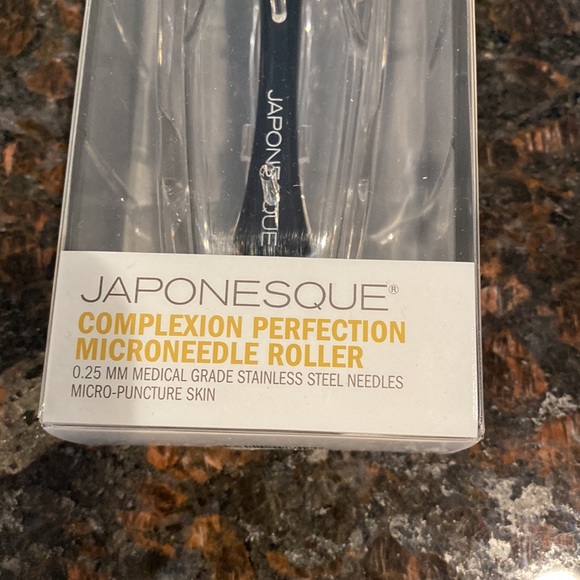 JAPONESQUE
JAPONESQUE®
COMPLEXION PERFECTION
MICRONEEDLE ROLLER
0.25 MM MEDICAL GRADE STAINLESS STEEL NEEDLES
MICRO-PUNCTURE SKIN